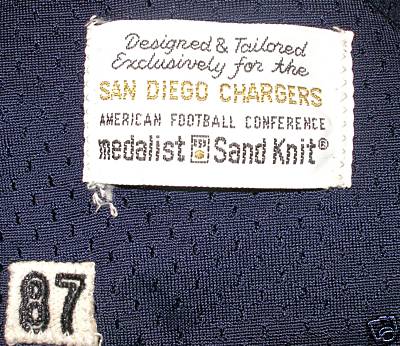 Designed & Tailored
Exclusively for the
SAN DIEGO CHARGERS
AMERICAN FOOTBALL CONFERENCE
medalist Sand Knit®
87